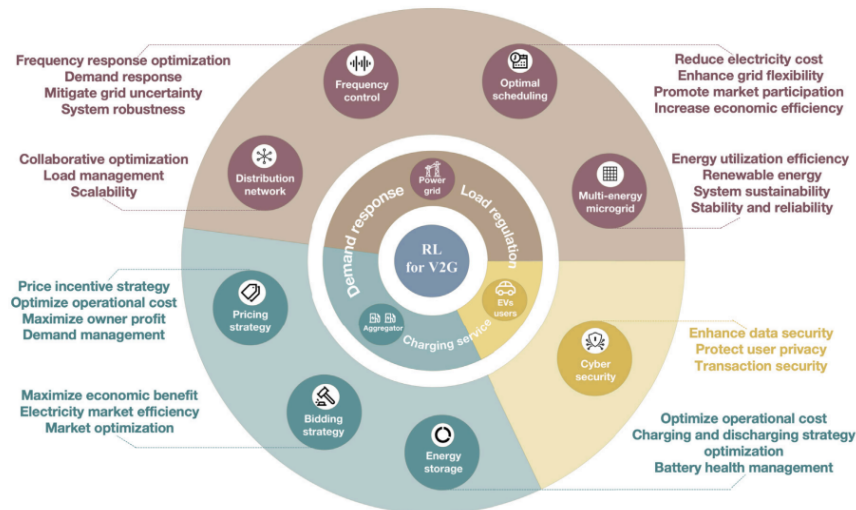 Frequency response optimization
Demand response
Mitigate grid uncertainty
System robustness
Frequency
control
Optimal
scheduling
Reduce electricity cost
Enhance grid flexibility
Promote market participation
Increase economic efficiency
Collaborative optimization
Load management
Scalability
Distribution
network
Multi-energy
microgrid
Energy utilization efficiency
Renewable energy
System sustainability
Stability and reliability
Power
grid
Demand response
Load regulation
RL
for V2G
EVs
users
Aggregator
Charging service
Price incentive strategy
Optimize operational cost
Maximize owner profit
Demand management
Pricing
strategy
Cyber
security
Enhance data security
Protect user privacy
Transaction security
Maximize economic benefit
Electricity market efficiency
Market optimization
Bidding
strategy
Energy
storage
Optimize operational cost
Charging and discharging strategy
optimization
Battery health management